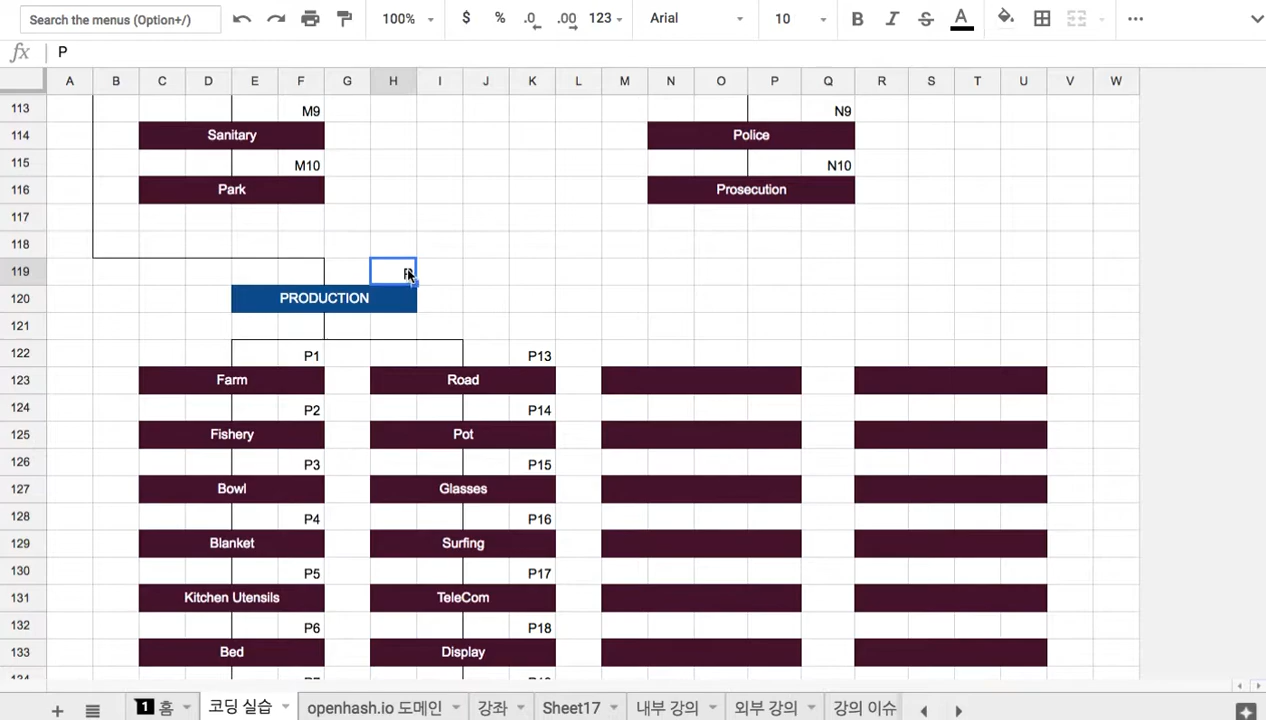 Search the menus (Option+/) 100% $ % .0 .00 123 Arial 10 B I S A
fx P
A B C D E F G H I J K L M N O P Q R S T U V W
113 M9 N9
114 Sanitary Police
115 M10 N10
116 Park Prosecution
117
118
119
120 PRODUCTION
121
122 P1 P13
123 Farm Road
124 P2 P14
125 Fishery Pot
126 P3 P15
127 Bowl Glasses
128 P4 P16
129 Blanket Surfing
130 P5 P17
131 Kitchen Utensils TeleCom
132 P6 P18
133 Bed Display
1 홈 코딩 실습 openhash.io 도메인 강좌 Sheet17 내부 강의 외부 강의 강의 이슈